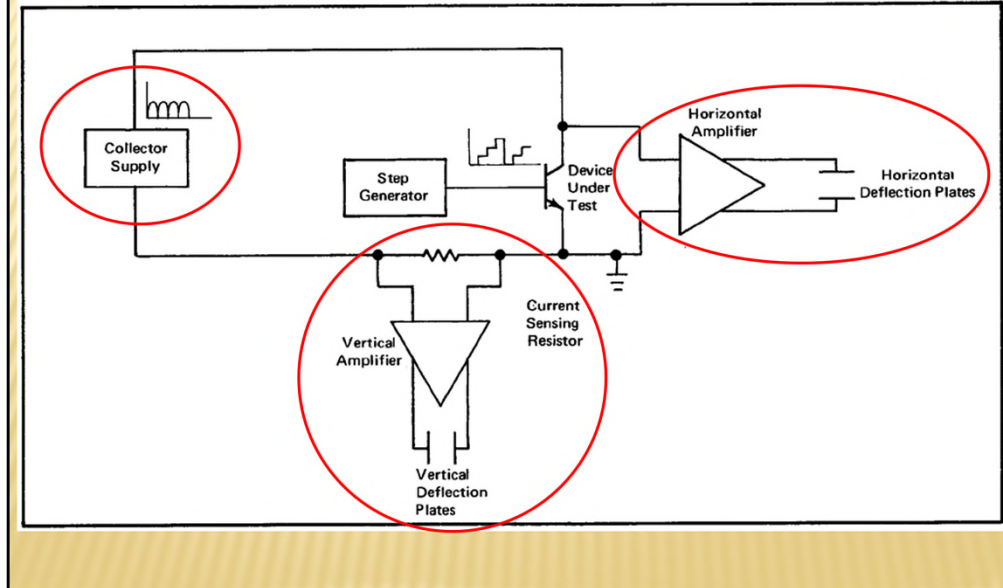 Collector
Supply
Step
Generator
Device
Under
Test
Horizontal
Amplifier
Horizontal
Deflection Plates
Current
Sensing
Resistor
Vertical
Amplifier
Vertical
Deflection
Plates